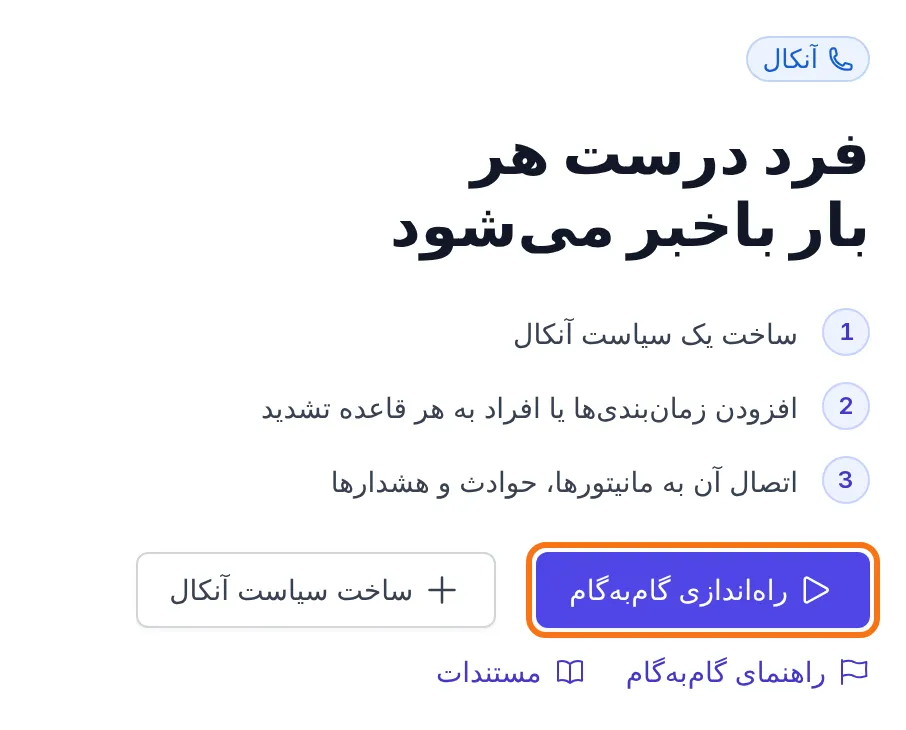 آنکال
فرد درست هر
بار باخبر می‌شود
1 ساخت یک سیاست آنکال
2 افزودن زمان‌بندی‌ها یا افراد به هر قاعده تشدید
3 اتصال آن به مانیتورها، حوادث و هشدارها
راه‌اندازی گام‌به‌گام
ساخت سیاست آنکال
راهنمای گام‌به‌گام
مستندات